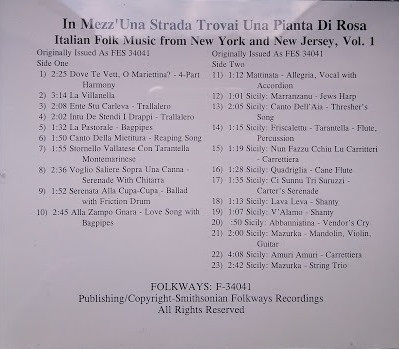 In Mezz'Una Strada Trovai Una Pianta Di Rosa
Italian Folk Music from New York and New Jersey, Vol. 1
Originally Issued As FES 34041
Side One
1) 2:25 Dove Te Vett, O Mariettina? - 4-Part
Harmony
2) 3:14 La Villanella
3) 2:08 Ente Stu Carleva - Trallalero
4) 2:02 Intu De Stendi I Drappi - Trallalero
5) 1:32 La Pastorale - Bagpipes
6) 1:50 Canto Della Mietitura - Reaping Song
7) 1:55 Stornello Vallatese Con Tarantella
Montemarinese
8) 2:36 Voglio Saliere Sopra Una Canna -
Serenade With Chitarra
9) 1:52 Serenata Alla Cupa-Cupa - Ballad
with Friction Drum
10) 2:45 Alla Zampo Gnara - Love Song with
Bagpipes
Originally Issued As FES 34041
Side Two
11) 1:12 Mattinata - Allegria, Vocal with
Accordion
12) 1:01 Sicily: Marranzanu - Jews Harp
13) 2:05 Sicily: Canto Dell'Aia - Thresher's
Song
14) 1:15 Sicily: Friscalettu - Tarantella - Flute,
Percussion
15) 1:19 Sicily: Nun Fazzu Cchiu Lu Carritteri
- Carrettiera
16) 1:28 Sicily: Quadriglia - Cane Flute
17) 1:35 Sicily: Ci Sunnu Tri Suruzzi -
Carter's Serenade
18) 1:13 Sicily: Lava Leva - Shanty
19) 1:07 Sicily: V'Alamo - Shanty
20) :50 Sicily: Abbanniatina - Vendor's Cry
21) 2:00 Sicily: Mazurka - Mandolin, Violin,
Guitar
22) 4:08 Sicily: Amuri Amuri - Carrettiera
23) 2:42 Sicily: Mazurka - String Trio
FOLKWAYS: F-34041
Publishing/Copyright-Smithsonian Folkways Recordings
All Rights Reserved